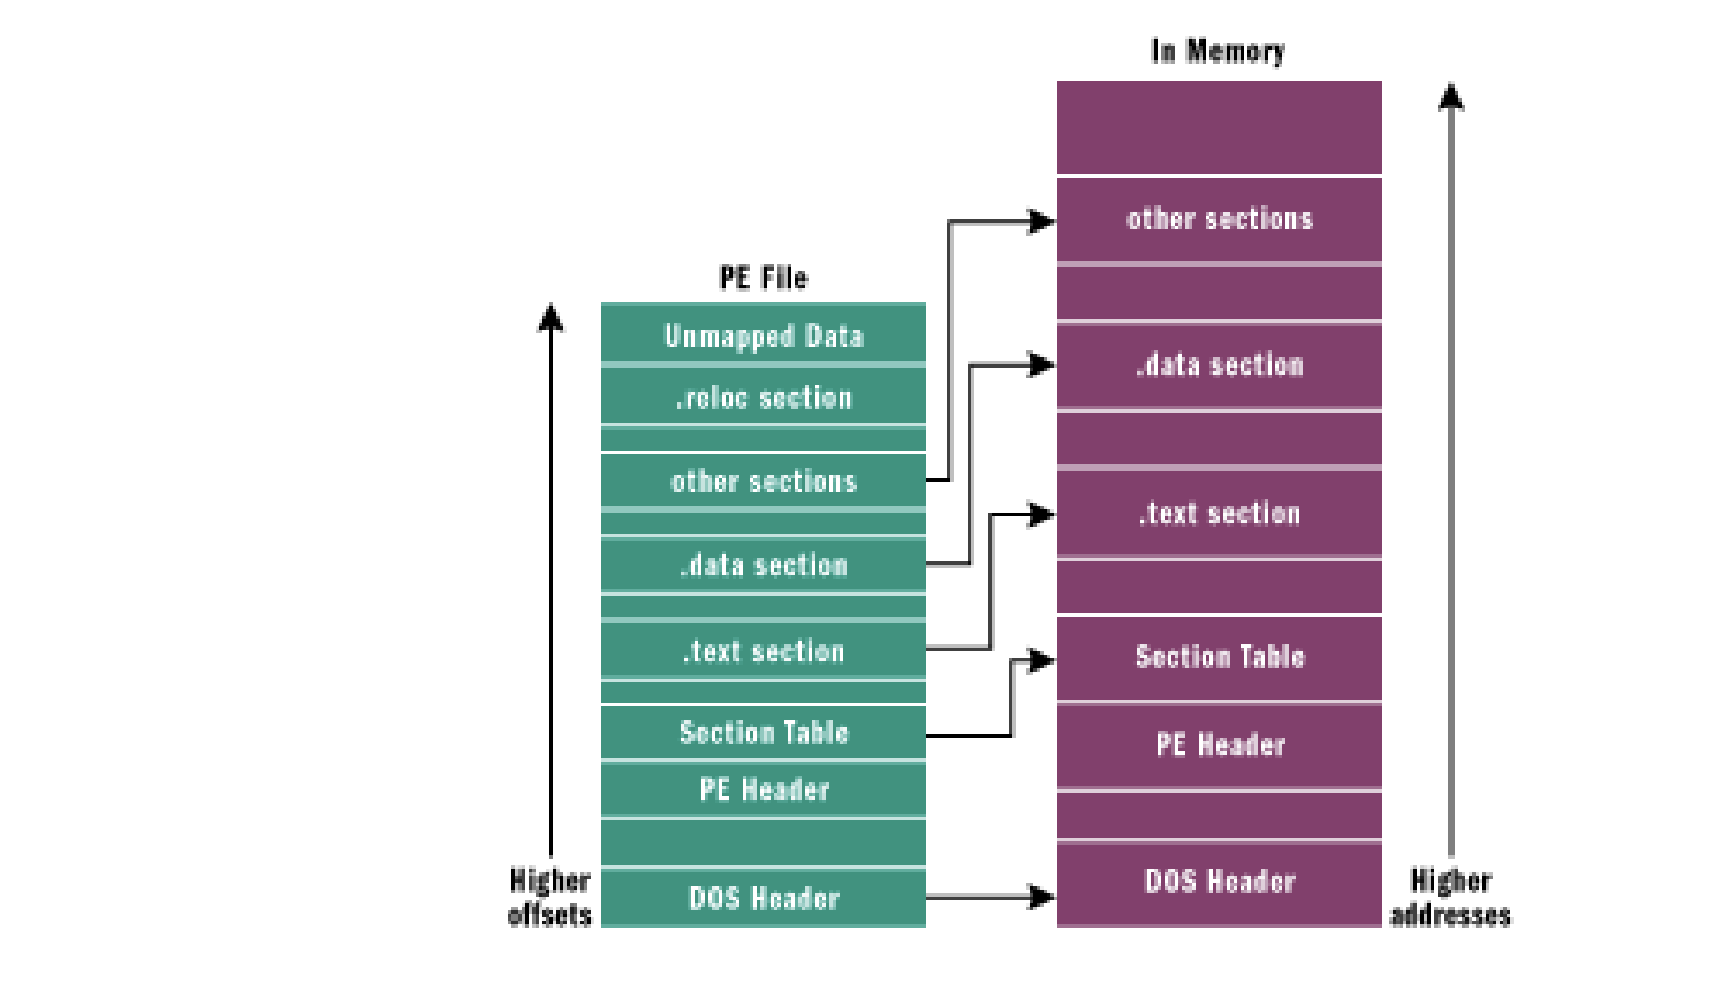 In Memory
other sections
.data section
.text section
Section Table
PE Header
DOS Header
Higher
addresses
PE File
Unmapped Data
.reloc section
other sections
.data section
.text section
Section Table
PE Header
DOS Header
Higher
offsets